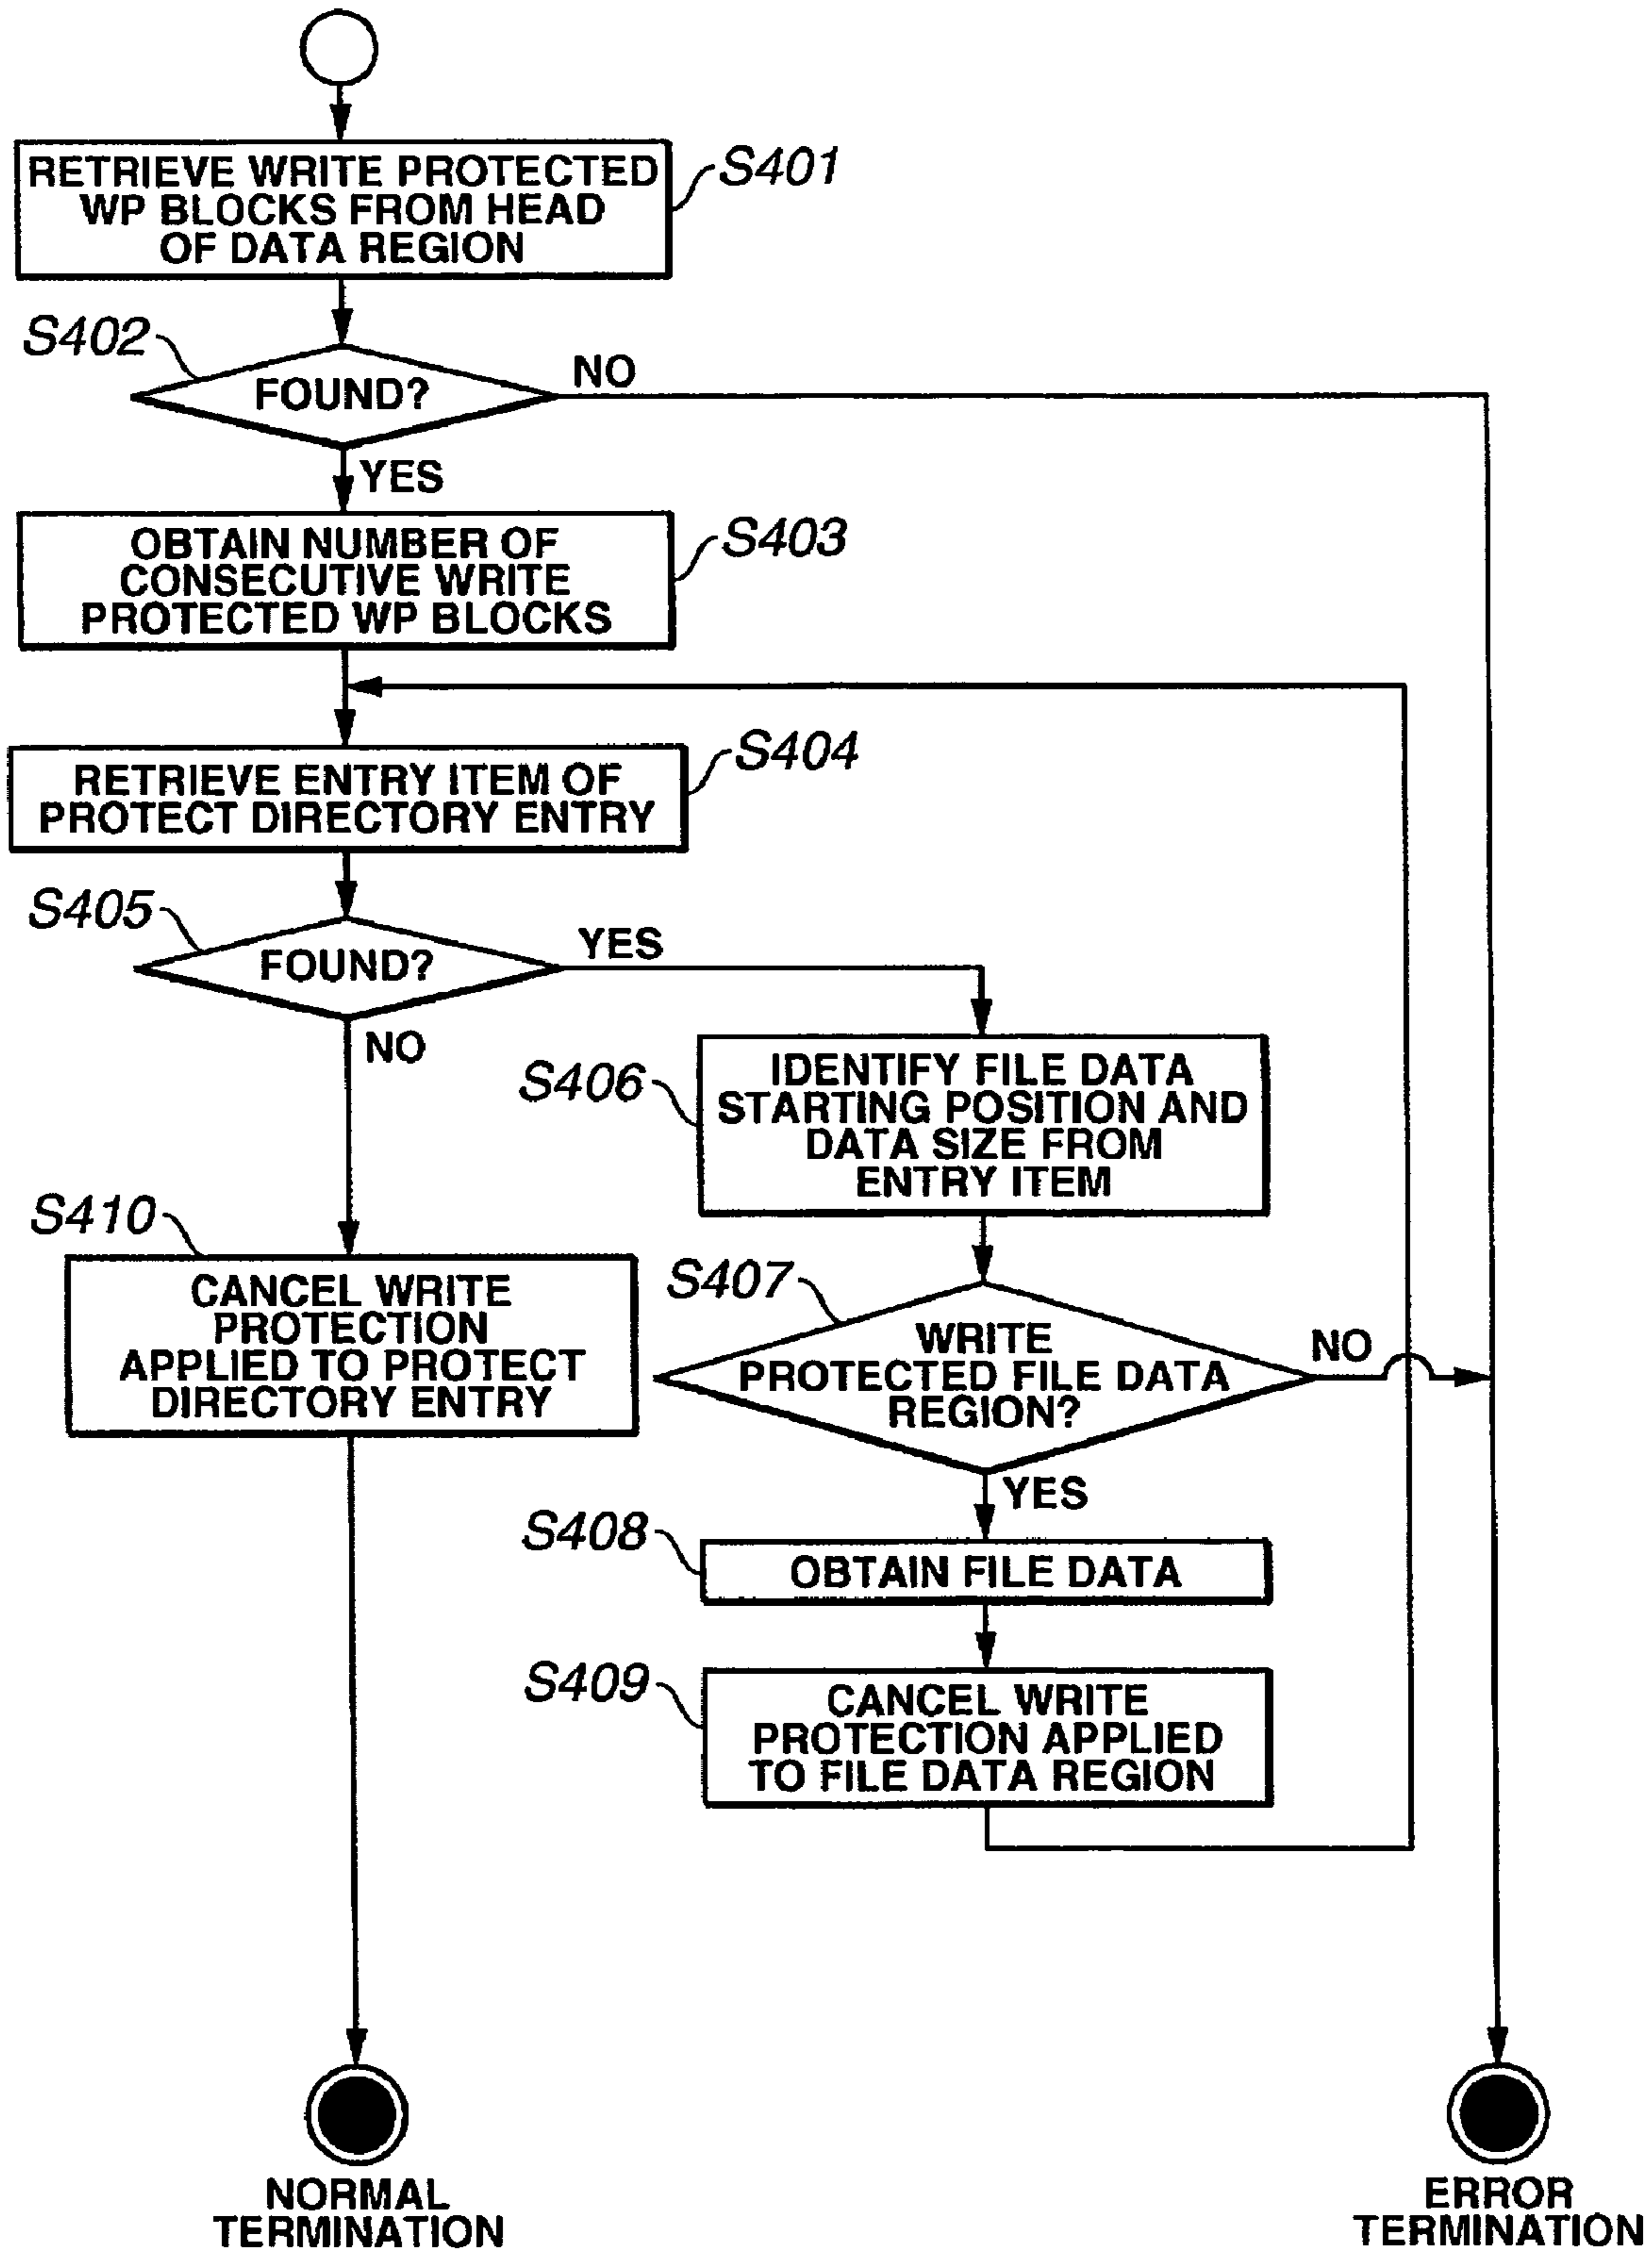 RETRIEVE WRITE PROTECTED
WP BLOCKS FROM HEAD
OF DATA REGION
S401
S402
FOUND?
NO
YES
OBTAIN NUMBER OF
CONSECUTIVE WRITE
PROTECTED WP BLOCKS
S403
RETRIEVE ENTRY ITEM OF
PROTECT DIRECTORY ENTRY
S404
S405
FOUND?
YES
NO
S406
IDENTIFY FILE DATA
STARTING POSITION AND
DATA SIZE FROM
ENTRY ITEM
S410
CANCEL WRITE
PROTECTION
APPLIED TO PROTECT
DIRECTORY ENTRY
S407
WRITE
PROTECTED FILE DATA
REGION?
NO
YES
S408
OBTAIN FILE DATA
S409
CANCEL WRITE
PROTECTION APPLIED
TO FILE DATA REGION
NORMAL
TERMINATION
ERROR
TERMINATION